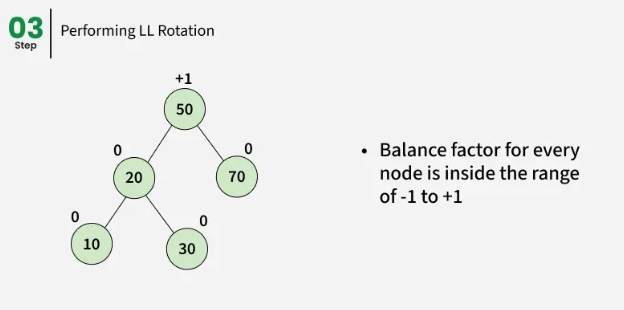 03
Step
Performing LL Rotation
+1
50
0
0
20
70
0
0
10
30
• Balance factor for every
node is inside the range
of -1 to +1